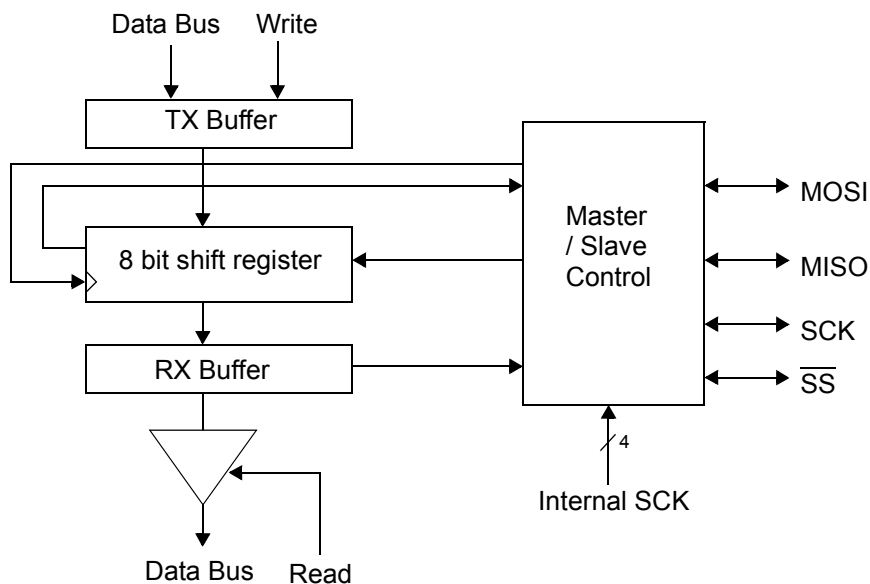 Data Bus Write
TX Buffer
8 bit shift register
RX Buffer
Data Bus Read
Master
/ Slave
Control
MOSI
MISO
SCK
SS
4
Internal SCK